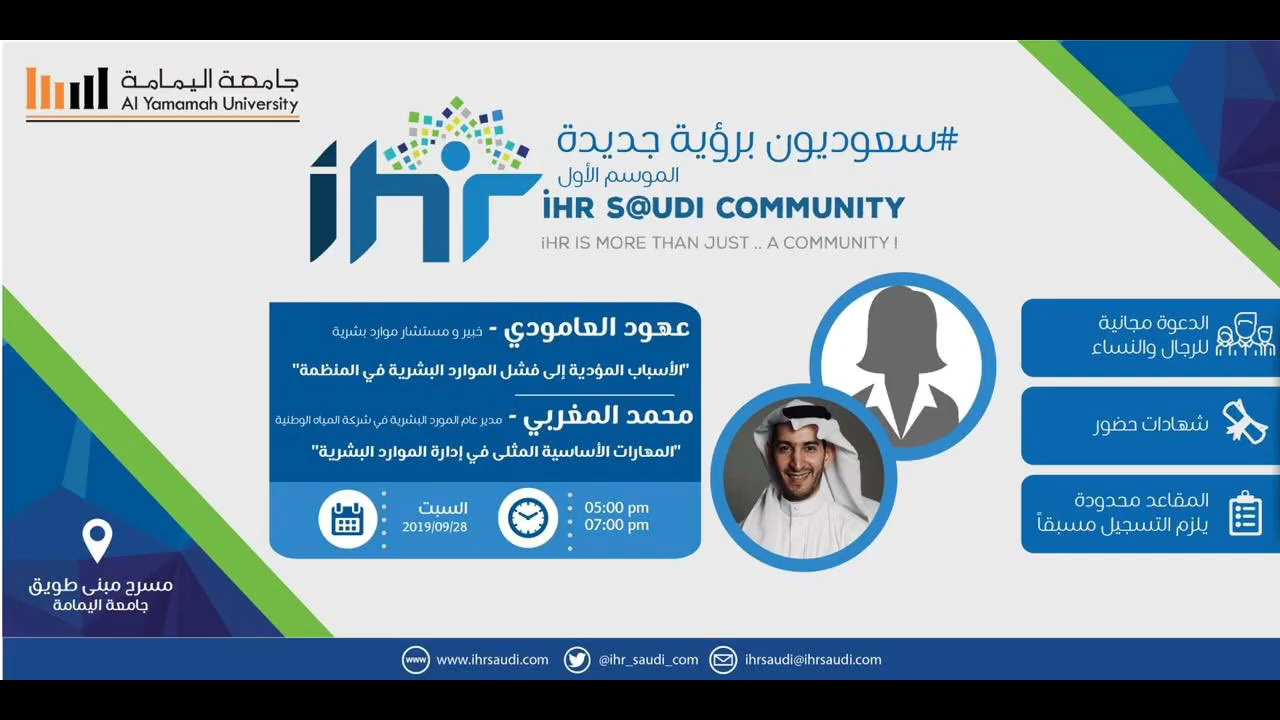 جامعة اليمامة
Al Yamamah University
#سعوديون برؤية جديدة
الموسم الأول
ihr
iHR S@UDI COMMUNITY
iHR IS MORE THAN JUST .. A COMMUNITY !
عهود العامودي - خبير و مستشار موارد بشرية
"الأسباب المؤدية إلى فشل الموارد البشرية في المنظمة"
محمد المغربي - مدير عام المورد البشرية في شركة المياه الوطنية
"المهارات الأساسية المثلى في إدارة الموارد البشرية"
05:00 pm
07:00 pm
السبت
2019/09/28
الدعوة مجانية
للرجال والنساء
شهادات حضور
المقاعد محدودة
يلزم التسجيل مسبقاً
مسرح مبنى طويق
جامعة اليمامة
www www.ihrsaudi.com @ihr_saudi_com ihrsaudi@ihrsaudi.com